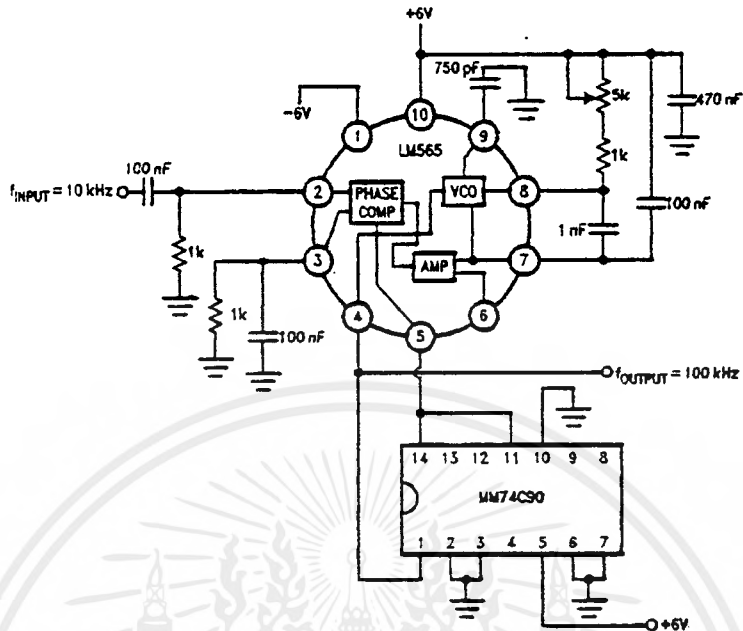 +6V
750 pF
-6V
10
5k
470 nF
1
9
LM565
100 nF
1k
fINPUT = 10 kHz
2
PHASE COMP
VCO
8
1 nF
100 nF
1k
3
AMP
7
1k
100 nF
4
5
6
fOUTPUT = 100 kHz
14 13 12 11 10 9 8
MM74C90
1 2 3 4 5 6 7
+6V